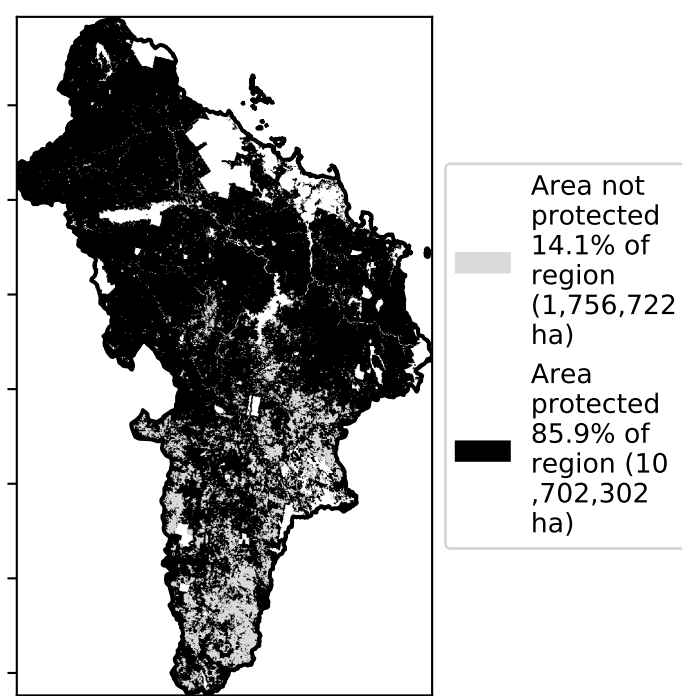 Area not
protected
14.1% of
region
(1,756,722
ha)
Area
protected
85.9% of
region (10
,702,302
ha)